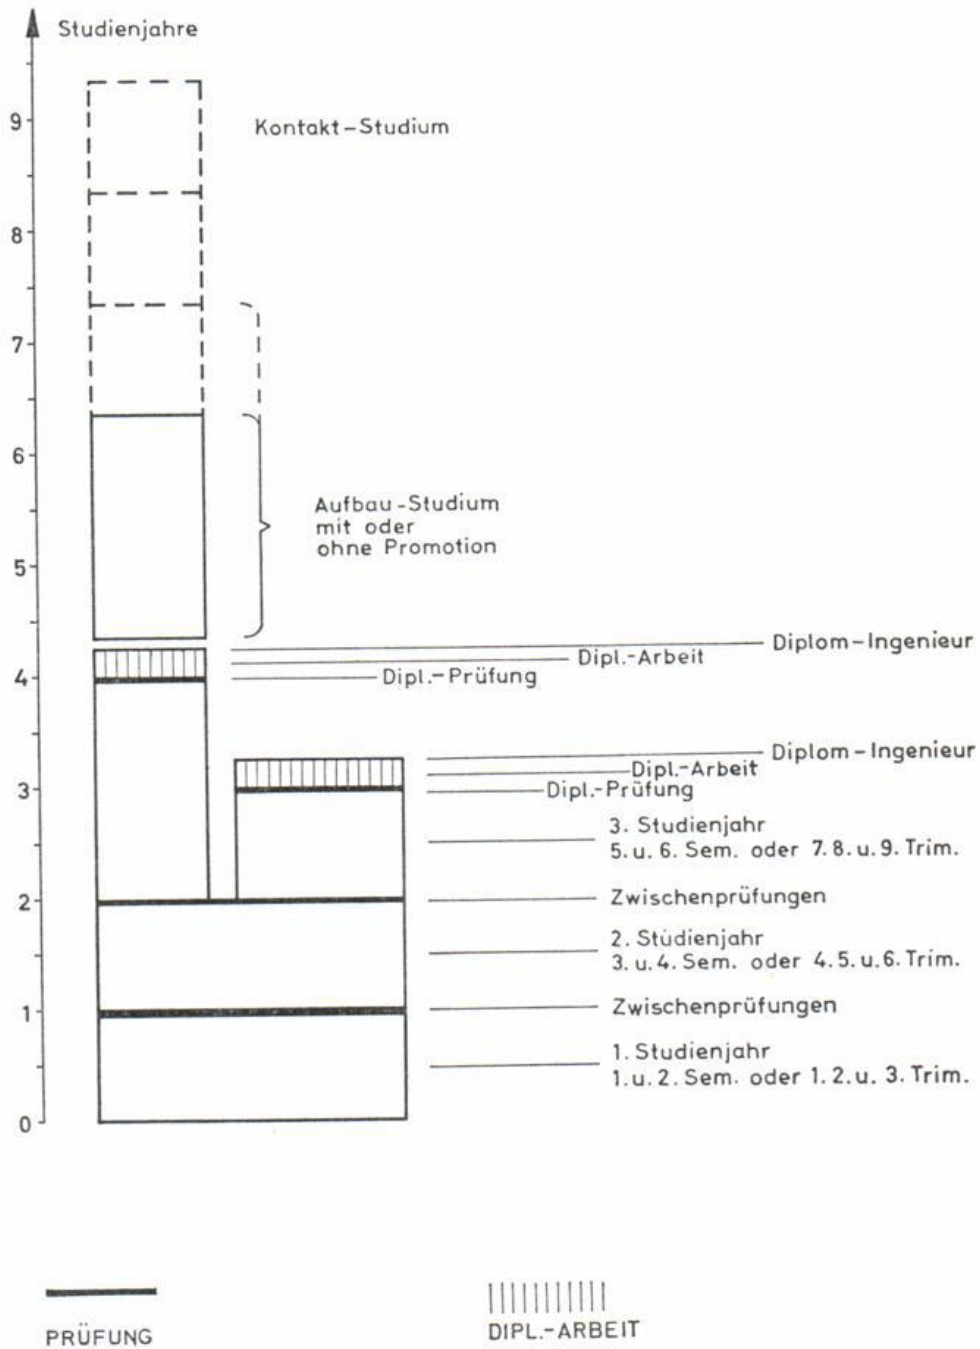 Studienjahre
9
Kontakt-Studium
8
7
6
Aufbau-Studium
mit oder
ohne Promotion
5
Diplom-Ingenieur
Dipl.-Arbeit
4
Dipl.-Prüfung
Diplom-Ingenieur
Dipl.-Arbeit
3
Dipl.-Prüfung
3. Studienjahr
5. u. 6. Sem. oder 7. 8. u. 9. Trim.
2
Zwischenprüfungen
2. Studienjahr
3. u. 4. Sem. oder 4. 5. u. 6. Trim.
1
Zwischenprüfungen
1. Studienjahr
1. u. 2. Sem. oder 1. 2. u. 3. Trim.
0
PRÜFUNG
DIPL.-ARBEIT